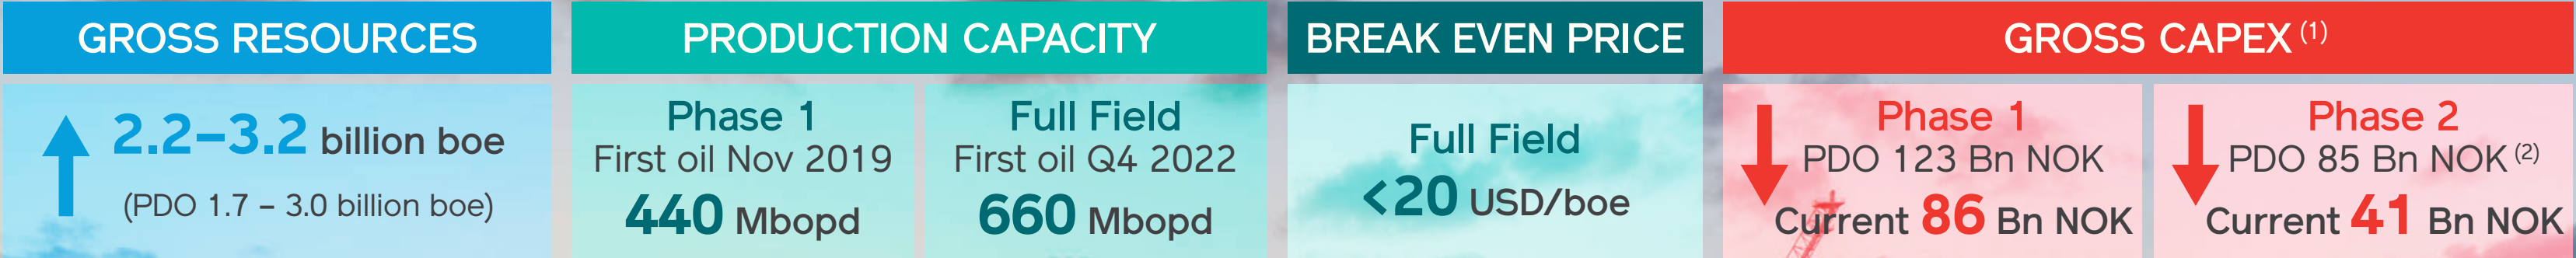 GROSS RESOURCES
2.2–3.2 billion boe
(PDO 1.7 – 3.0 billion boe)
PRODUCTION CAPACITY
Phase 1
First oil Nov 2019
440 Mbopd
Full Field
First oil Q4 2022
660 Mbopd
BREAK EVEN PRICE
Full Field
<20 USD/boe
GROSS CAPEX (1)
Phase 1
PDO 123 Bn NOK
Current 86 Bn NOK
Phase 2
PDO 85 Bn NOK (2)
Current 41 Bn NOK